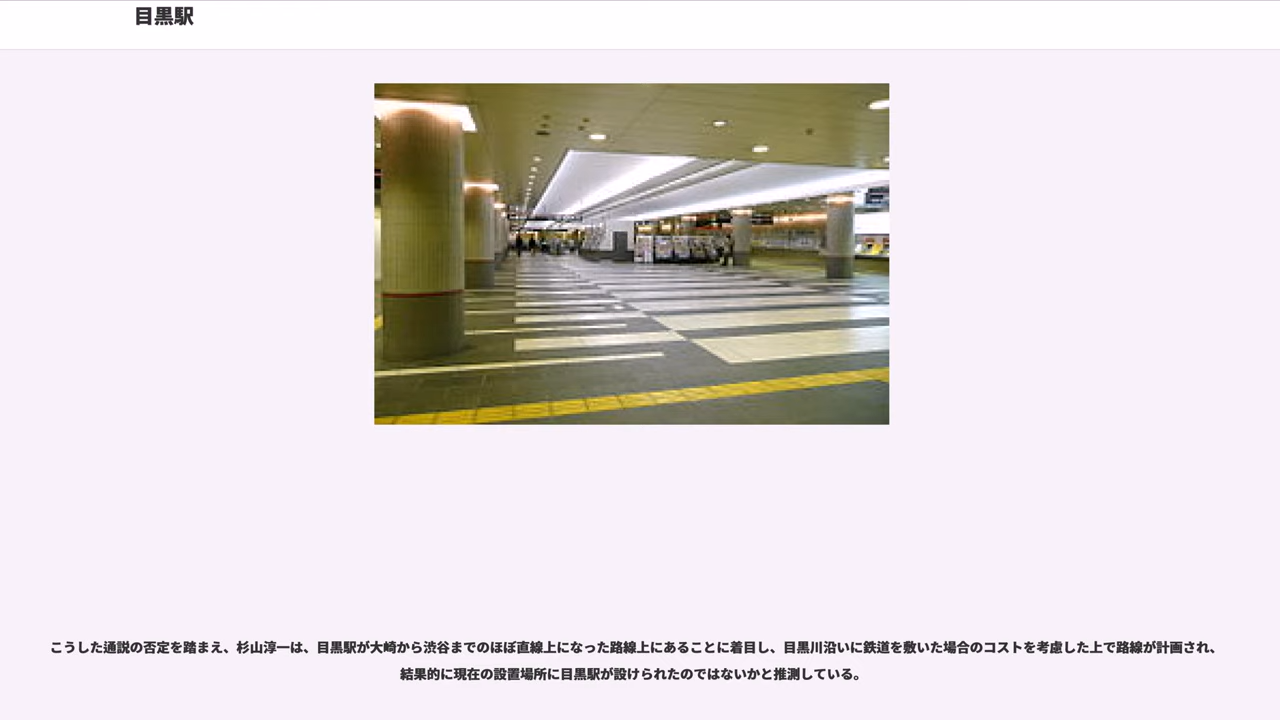 目黒駅
こうした通説の否定を踏まえ、杉山淳一は、目黒駅が大崎から渋谷までのほぼ直線上になった路線上にあることに着目し、目黒川沿いに鉄道を敷いた場合のコストを考慮した上で路線が計画され、
結果的に現在の設置場所に目黒駅が設けられたのではないかと推測している。